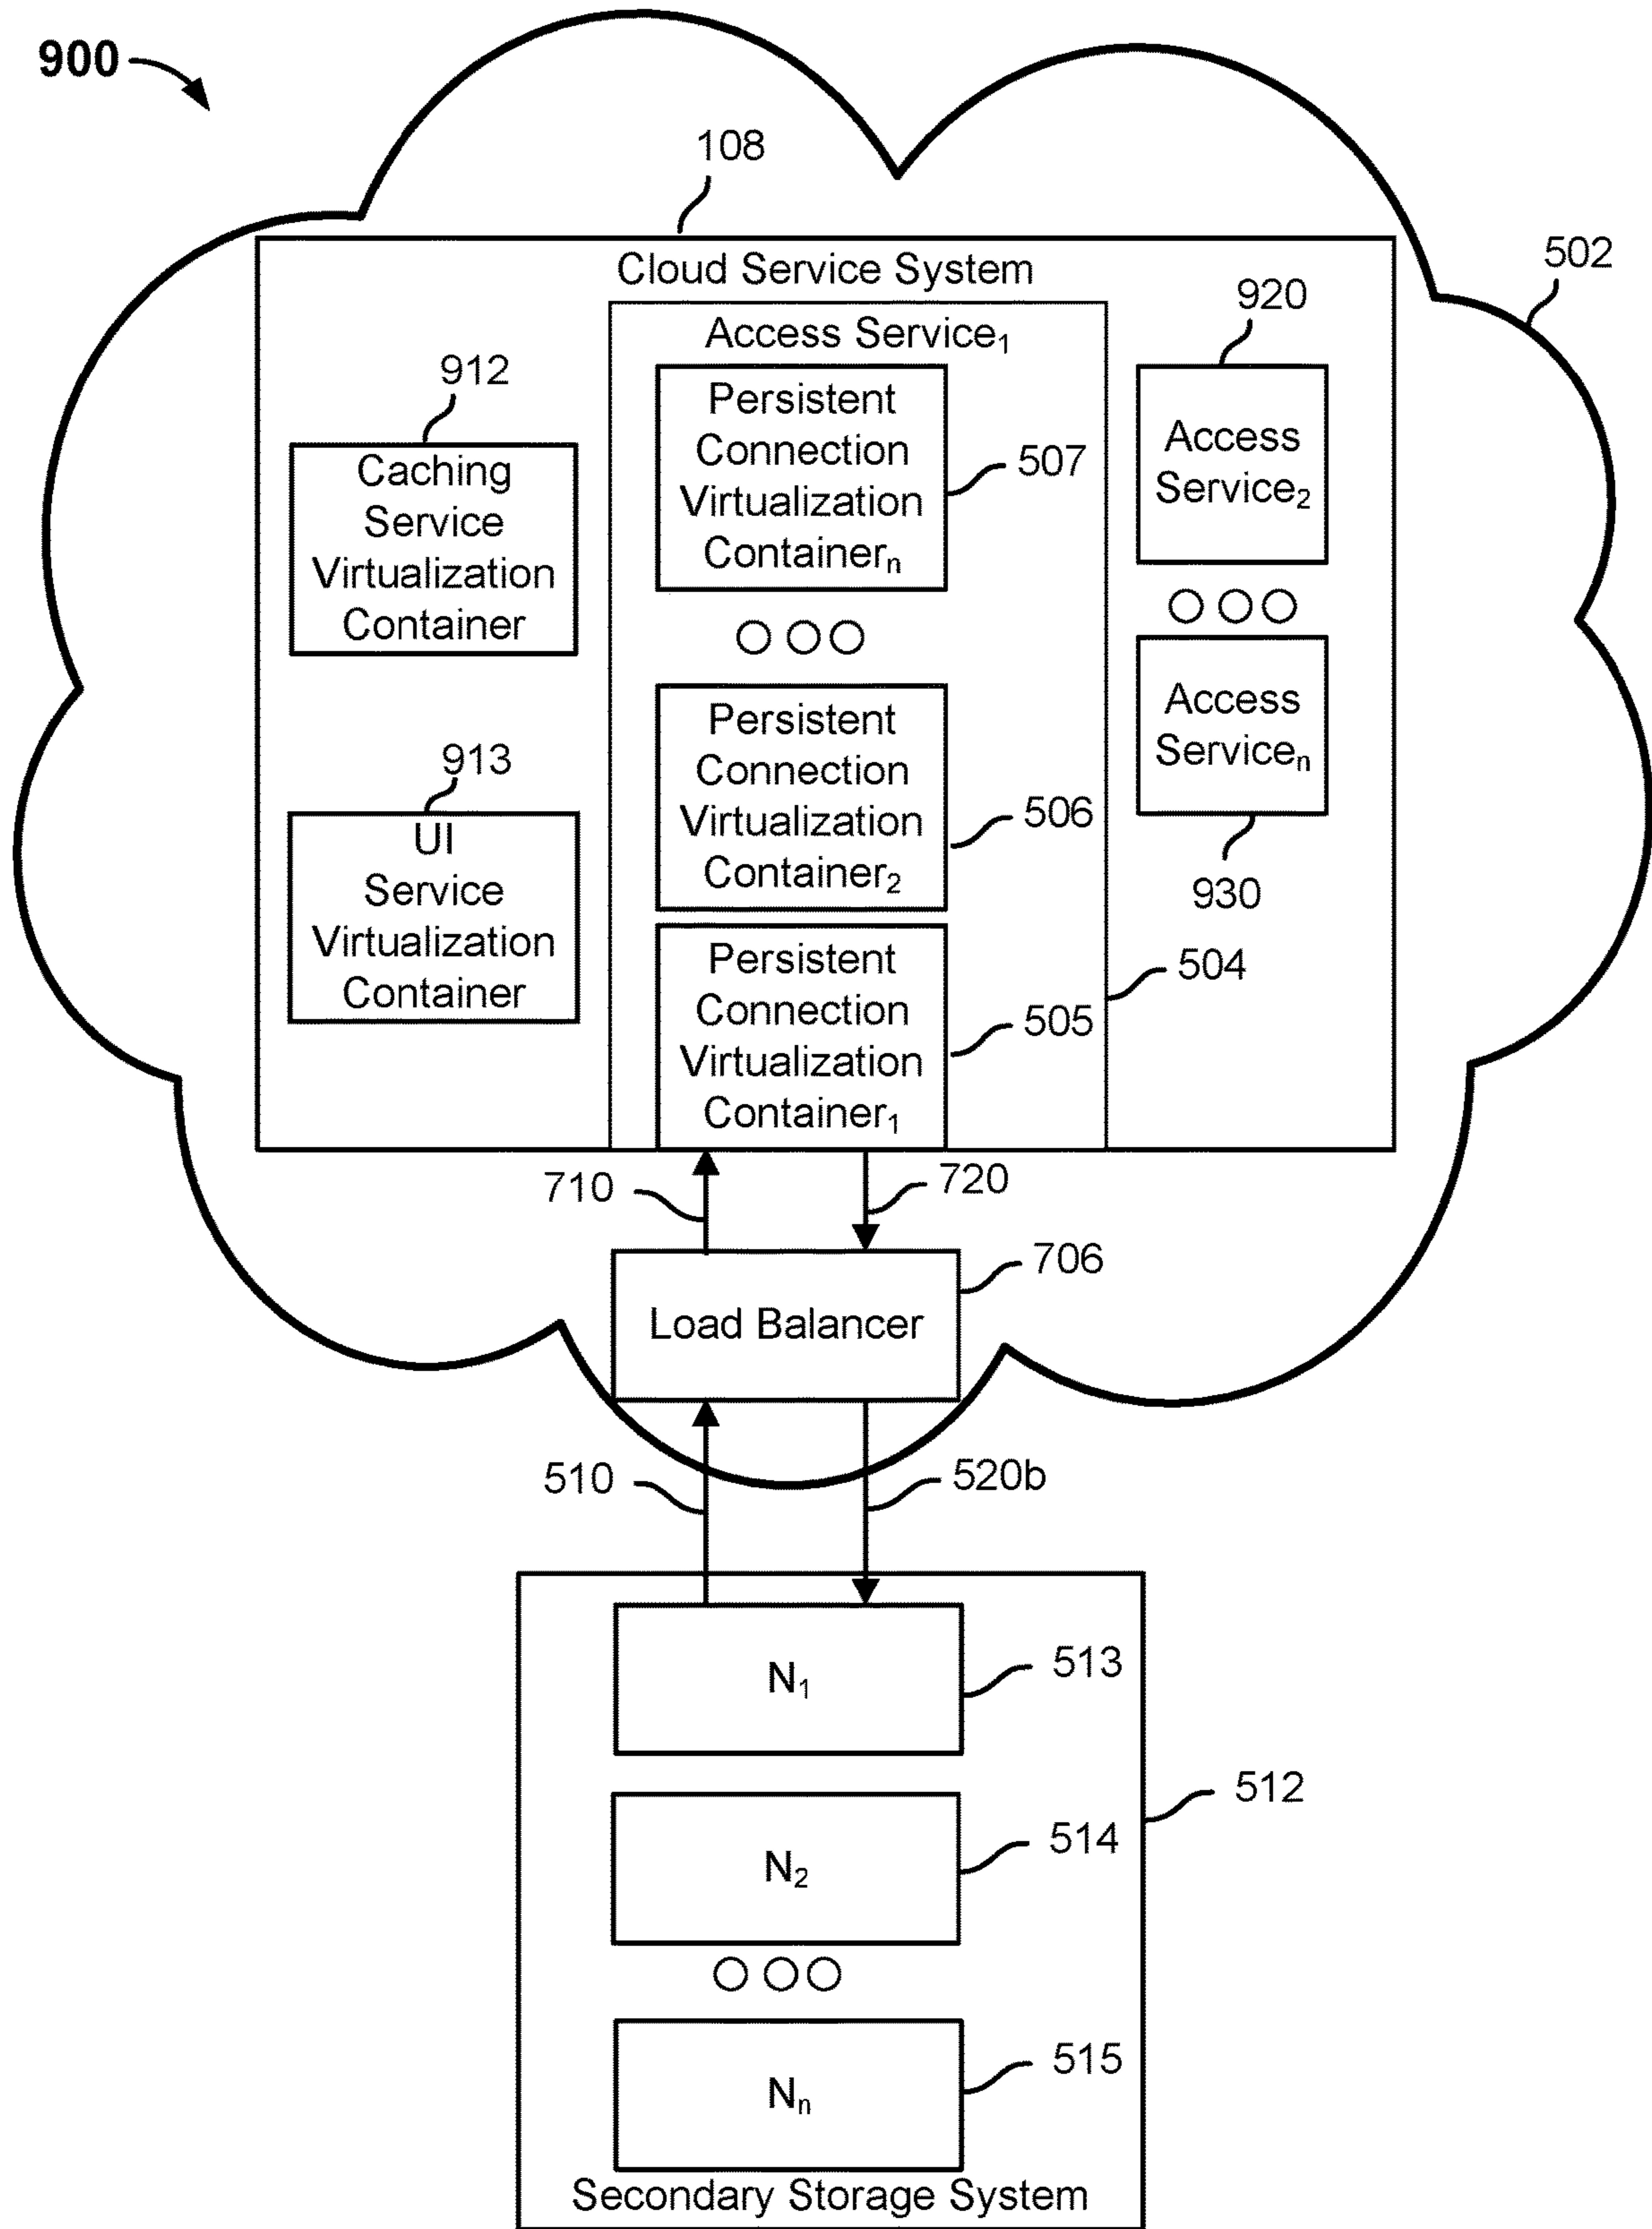 900
108
Cloud Service System
502
Access Service₁
920
912
Persistent
Connection
Virtualization
Containerₙ
507
Access
Service₂
Caching
Service
Virtualization
Container
Access
Serviceₙ
930
Persistent
Connection
Virtualization
Container₂
506
913
UI
Service
Virtualization
Container
Persistent
Connection
Virtualization
Container₁
505
504
710
720
706
Load Balancer
510
520b
N₁
513
512
N₂
514
Nₙ
515
Secondary Storage System